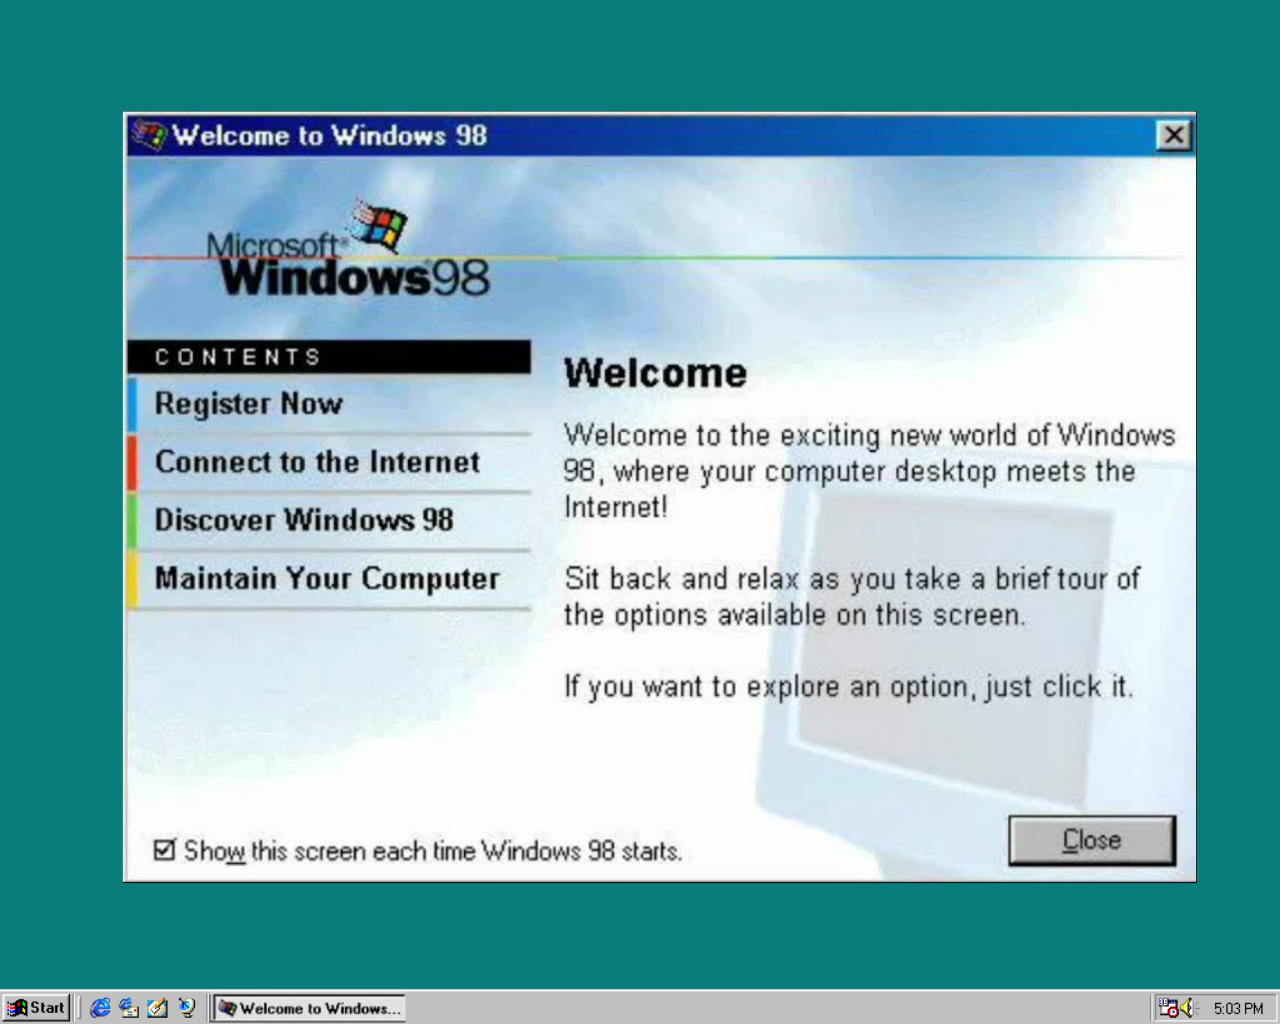 Welcome to Windows 98
Microsoft®
Windows 98
CONTENTS
Register Now
Connect to the Internet
Discover Windows 98
Maintain Your Computer
Welcome
Welcome to the exciting new world of Windows
98, where your computer desktop meets the
Internet!
Sit back and relax as you take a brief tour of
the options available on this screen.
If you want to explore an option, just click it.
Show this screen each time Windows 98 starts.
Close
Start
Welcome to Windows...
5:03 PM